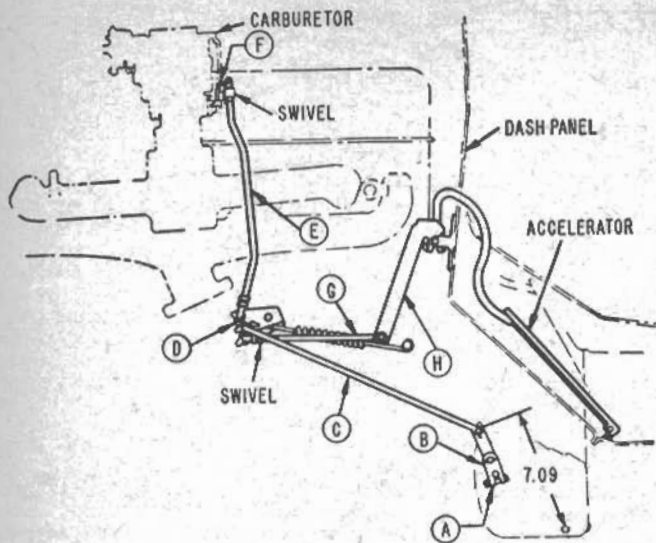 CARBURETOR
F
SWIVEL
DASH PANEL
ACCELERATOR
E
G
D
H
SWIVEL
C
B
7.09
A